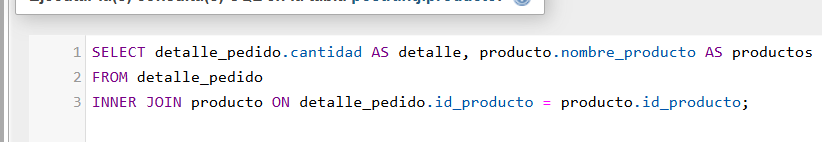 1 SELECT detalle_pedido.cantidad AS detalle, producto.nombre_producto AS productos
2 FROM detalle_pedido
3 INNER JOIN producto ON detalle_pedido.id_producto = producto.id_producto;